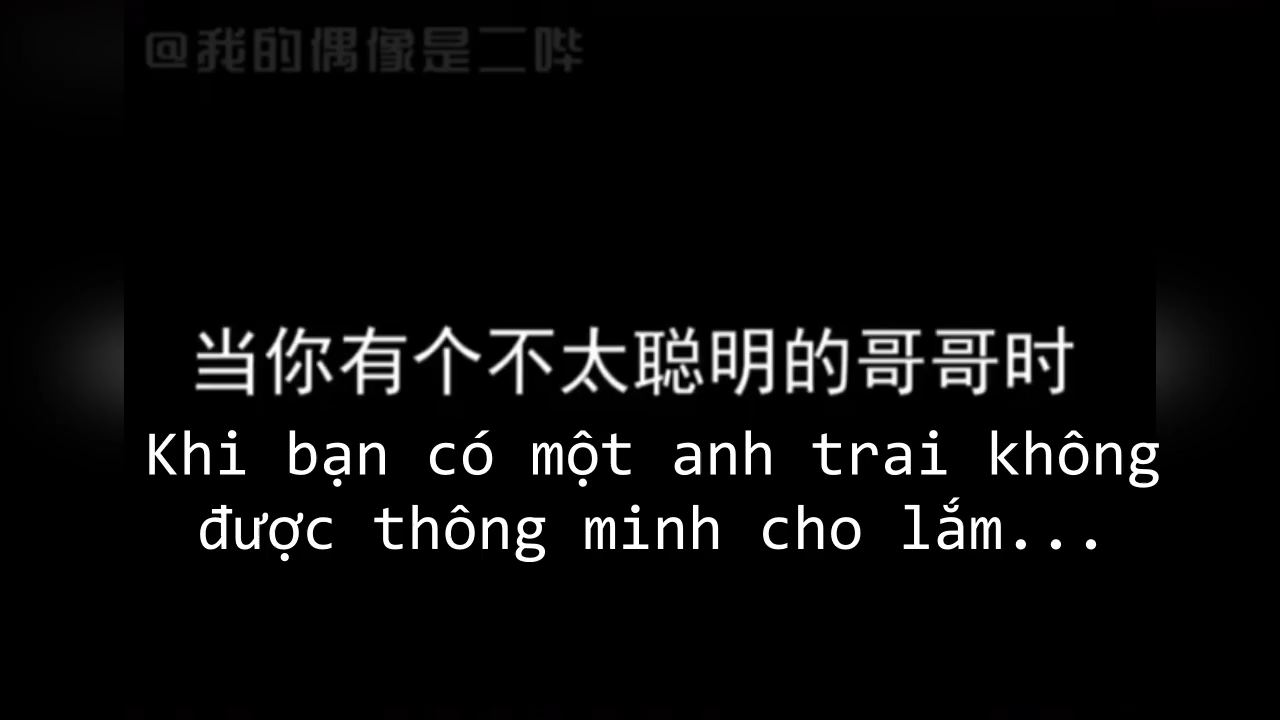 @我的偶像是二哔
当你有个不太聪明的哥哥时
Khi bạn có một anh trai không
được thông minh cho lắm...